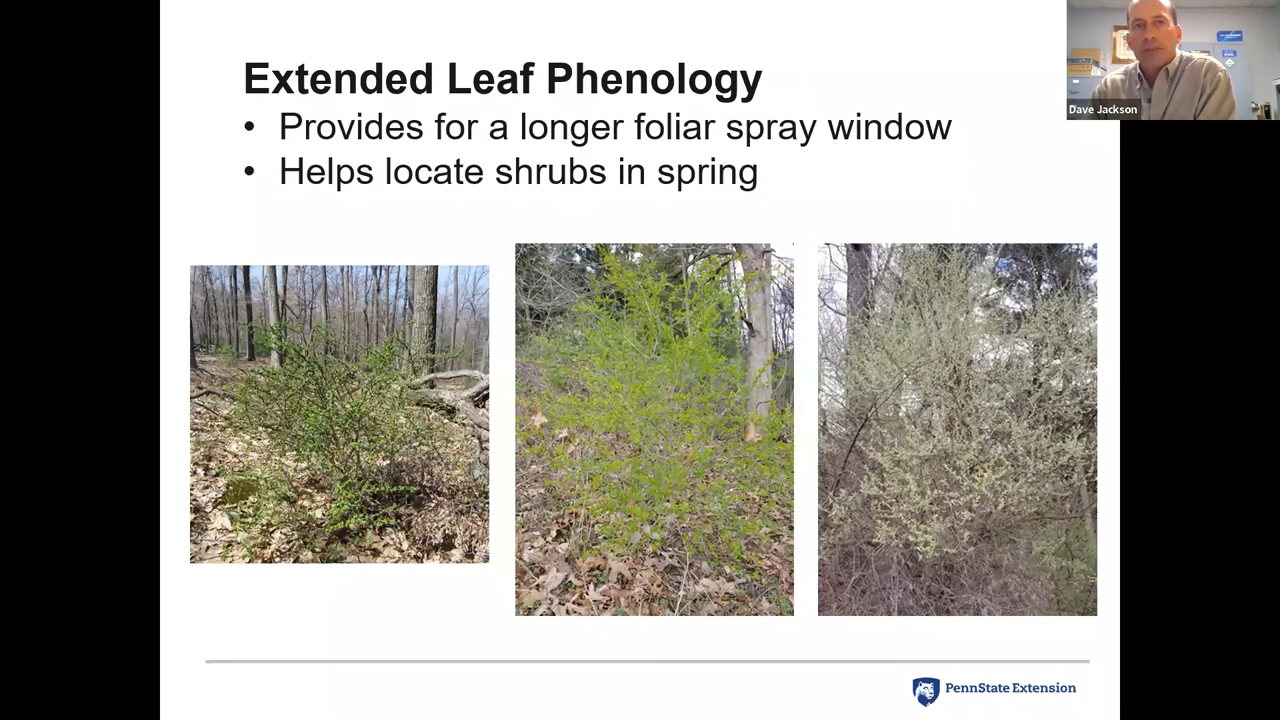 Extended Leaf Phenology
• Provides for a longer foliar spray window
• Helps locate shrubs in spring
Dave Jackson
PennState Extension